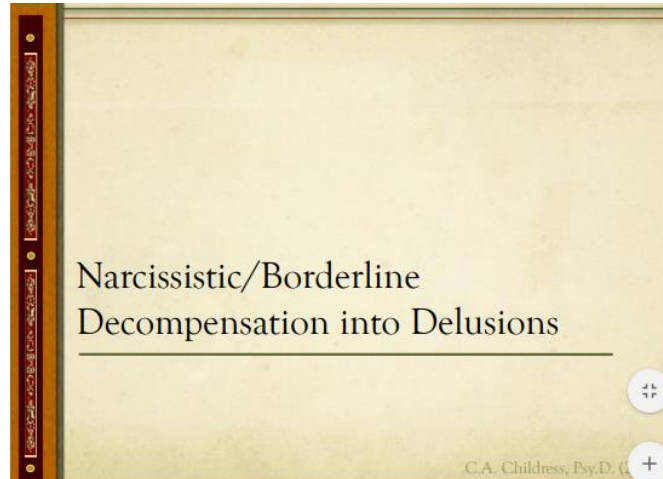 Narcissistic/Borderline
Decompensation into Delusions
C.A. Childress, Psy.D. (